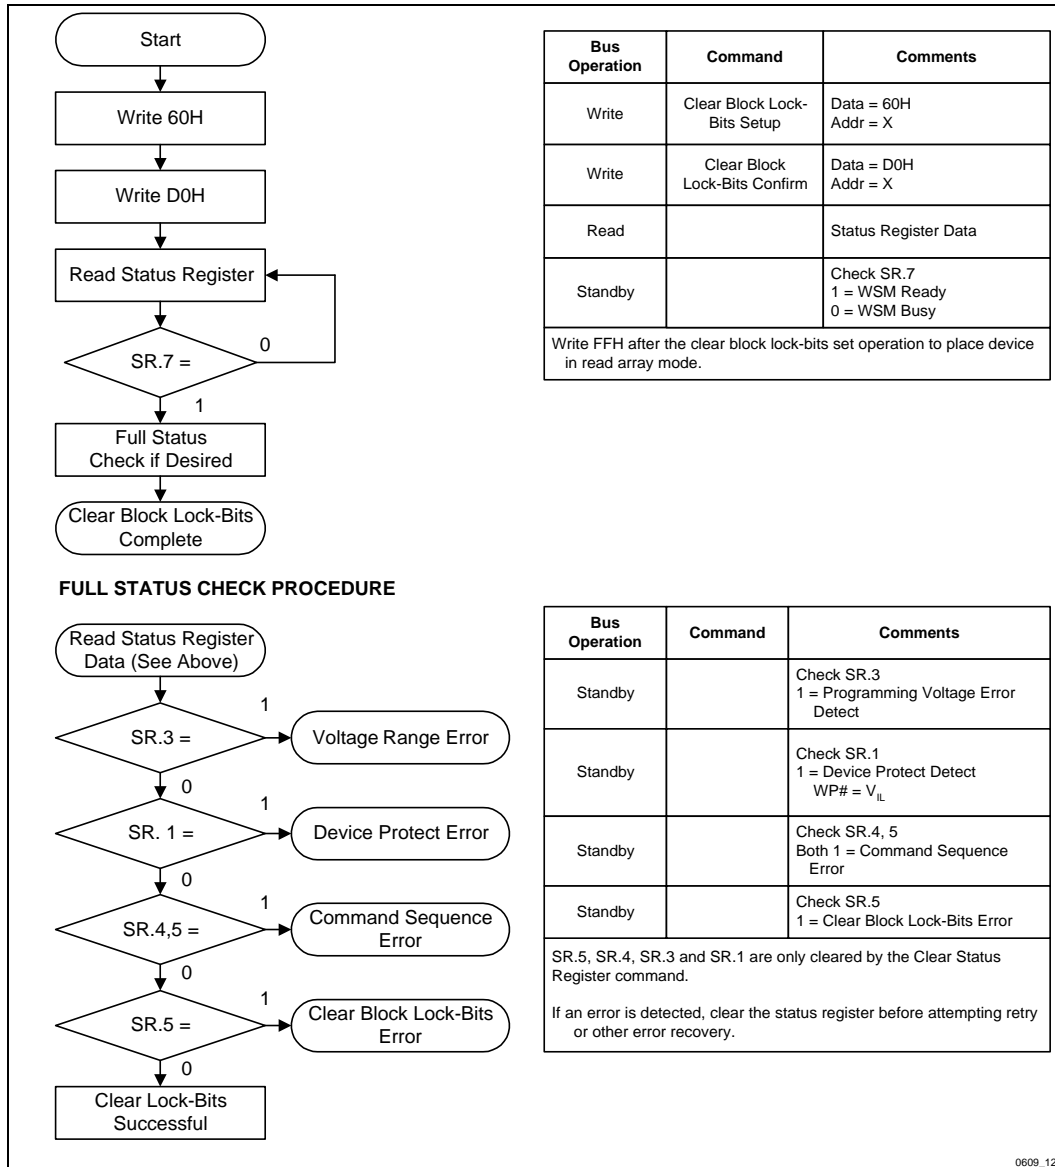 Start
Write 60H
Write D0H
Read Status Register
SR.7 =
0
1
Full Status
Check if Desired
Clear Block Lock-Bits
Complete
Bus
Operation
Command
Comments
Write
Clear Block Lock-
Bits Setup
Data = 60H
Addr = X
Write
Clear Block
Lock-Bits Confirm
Data = D0H
Addr = X
Read
Status Register Data
Standby
Check SR.7
1 = WSM Ready
0 = WSM Busy
Write FFH after the clear block lock-bits set operation to place device
in read array mode.
FULL STATUS CHECK PROCEDURE
Read Status Register
Data (See Above)
SR.3 =
1
Voltage Range Error
0
SR. 1 =
1
Device Protect Error
0
SR.4,5 =
1
Command Sequence
Error
0
SR.5 =
1
Clear Block Lock-Bits
Error
0
Clear Lock-Bits
Successful
Bus
Operation
Command
Comments
Standby
Check SR.3
1 = Programming Voltage Error
Detect
Standby
Check SR.1
1 = Device Protect Detect
WP# = VIL
Standby
Check SR.4, 5
Both 1 = Command Sequence
Error
Standby
Check SR.5
1 = Clear Block Lock-Bits Error
SR.5, SR.4, SR.3 and SR.1 are only cleared by the Clear Status
Register command.
If an error is detected, clear the status register before attempting retry
or other error recovery.
0609_12